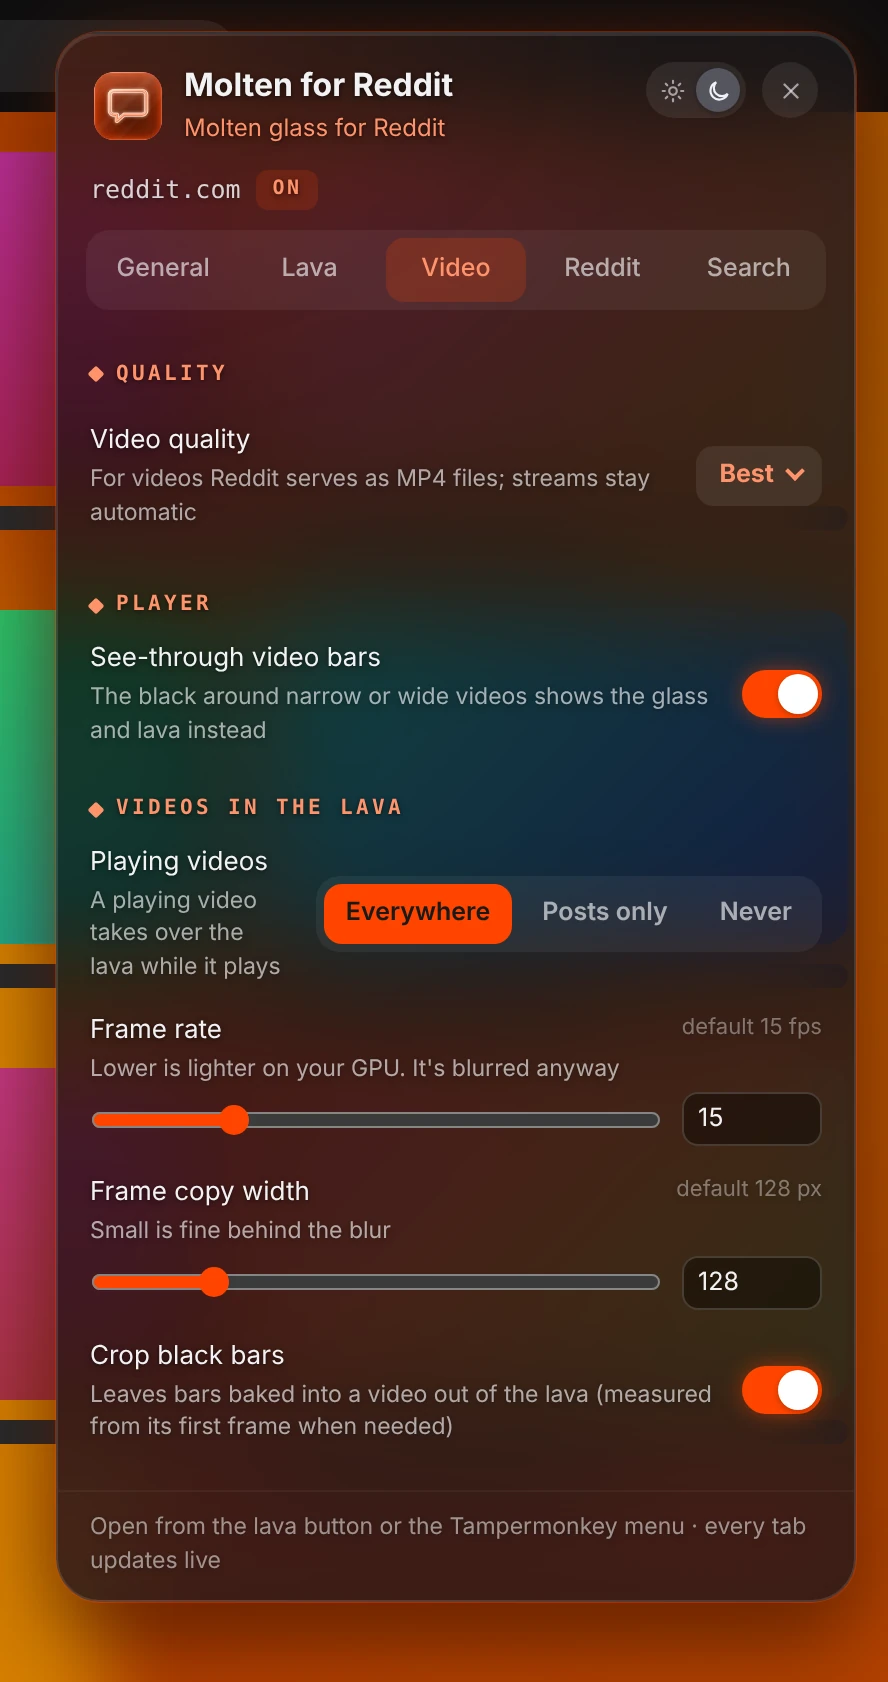 Molten for Reddit
Molten glass for Reddit
reddit.com ON
General Lava Video Reddit Search
QUALITY
Video quality
For videos Reddit serves as MP4 files; streams stay
automatic
Best
PLAYER
See-through video bars
The black around narrow or wide videos shows the glass
and lava instead
VIDEOS IN THE LAVA
Playing videos
A playing video
takes over the
lava while it plays
Everywhere Posts only Never
Frame rate default 15 fps
Lower is lighter on your GPU. It's blurred anyway
15
Frame copy width default 128 px
Small is fine behind the blur
128
Crop black bars
Leaves bars baked into a video out of the lava (measured
from its first frame when needed)
Open from the lava button or the Tampermonkey menu · every tab
updates live